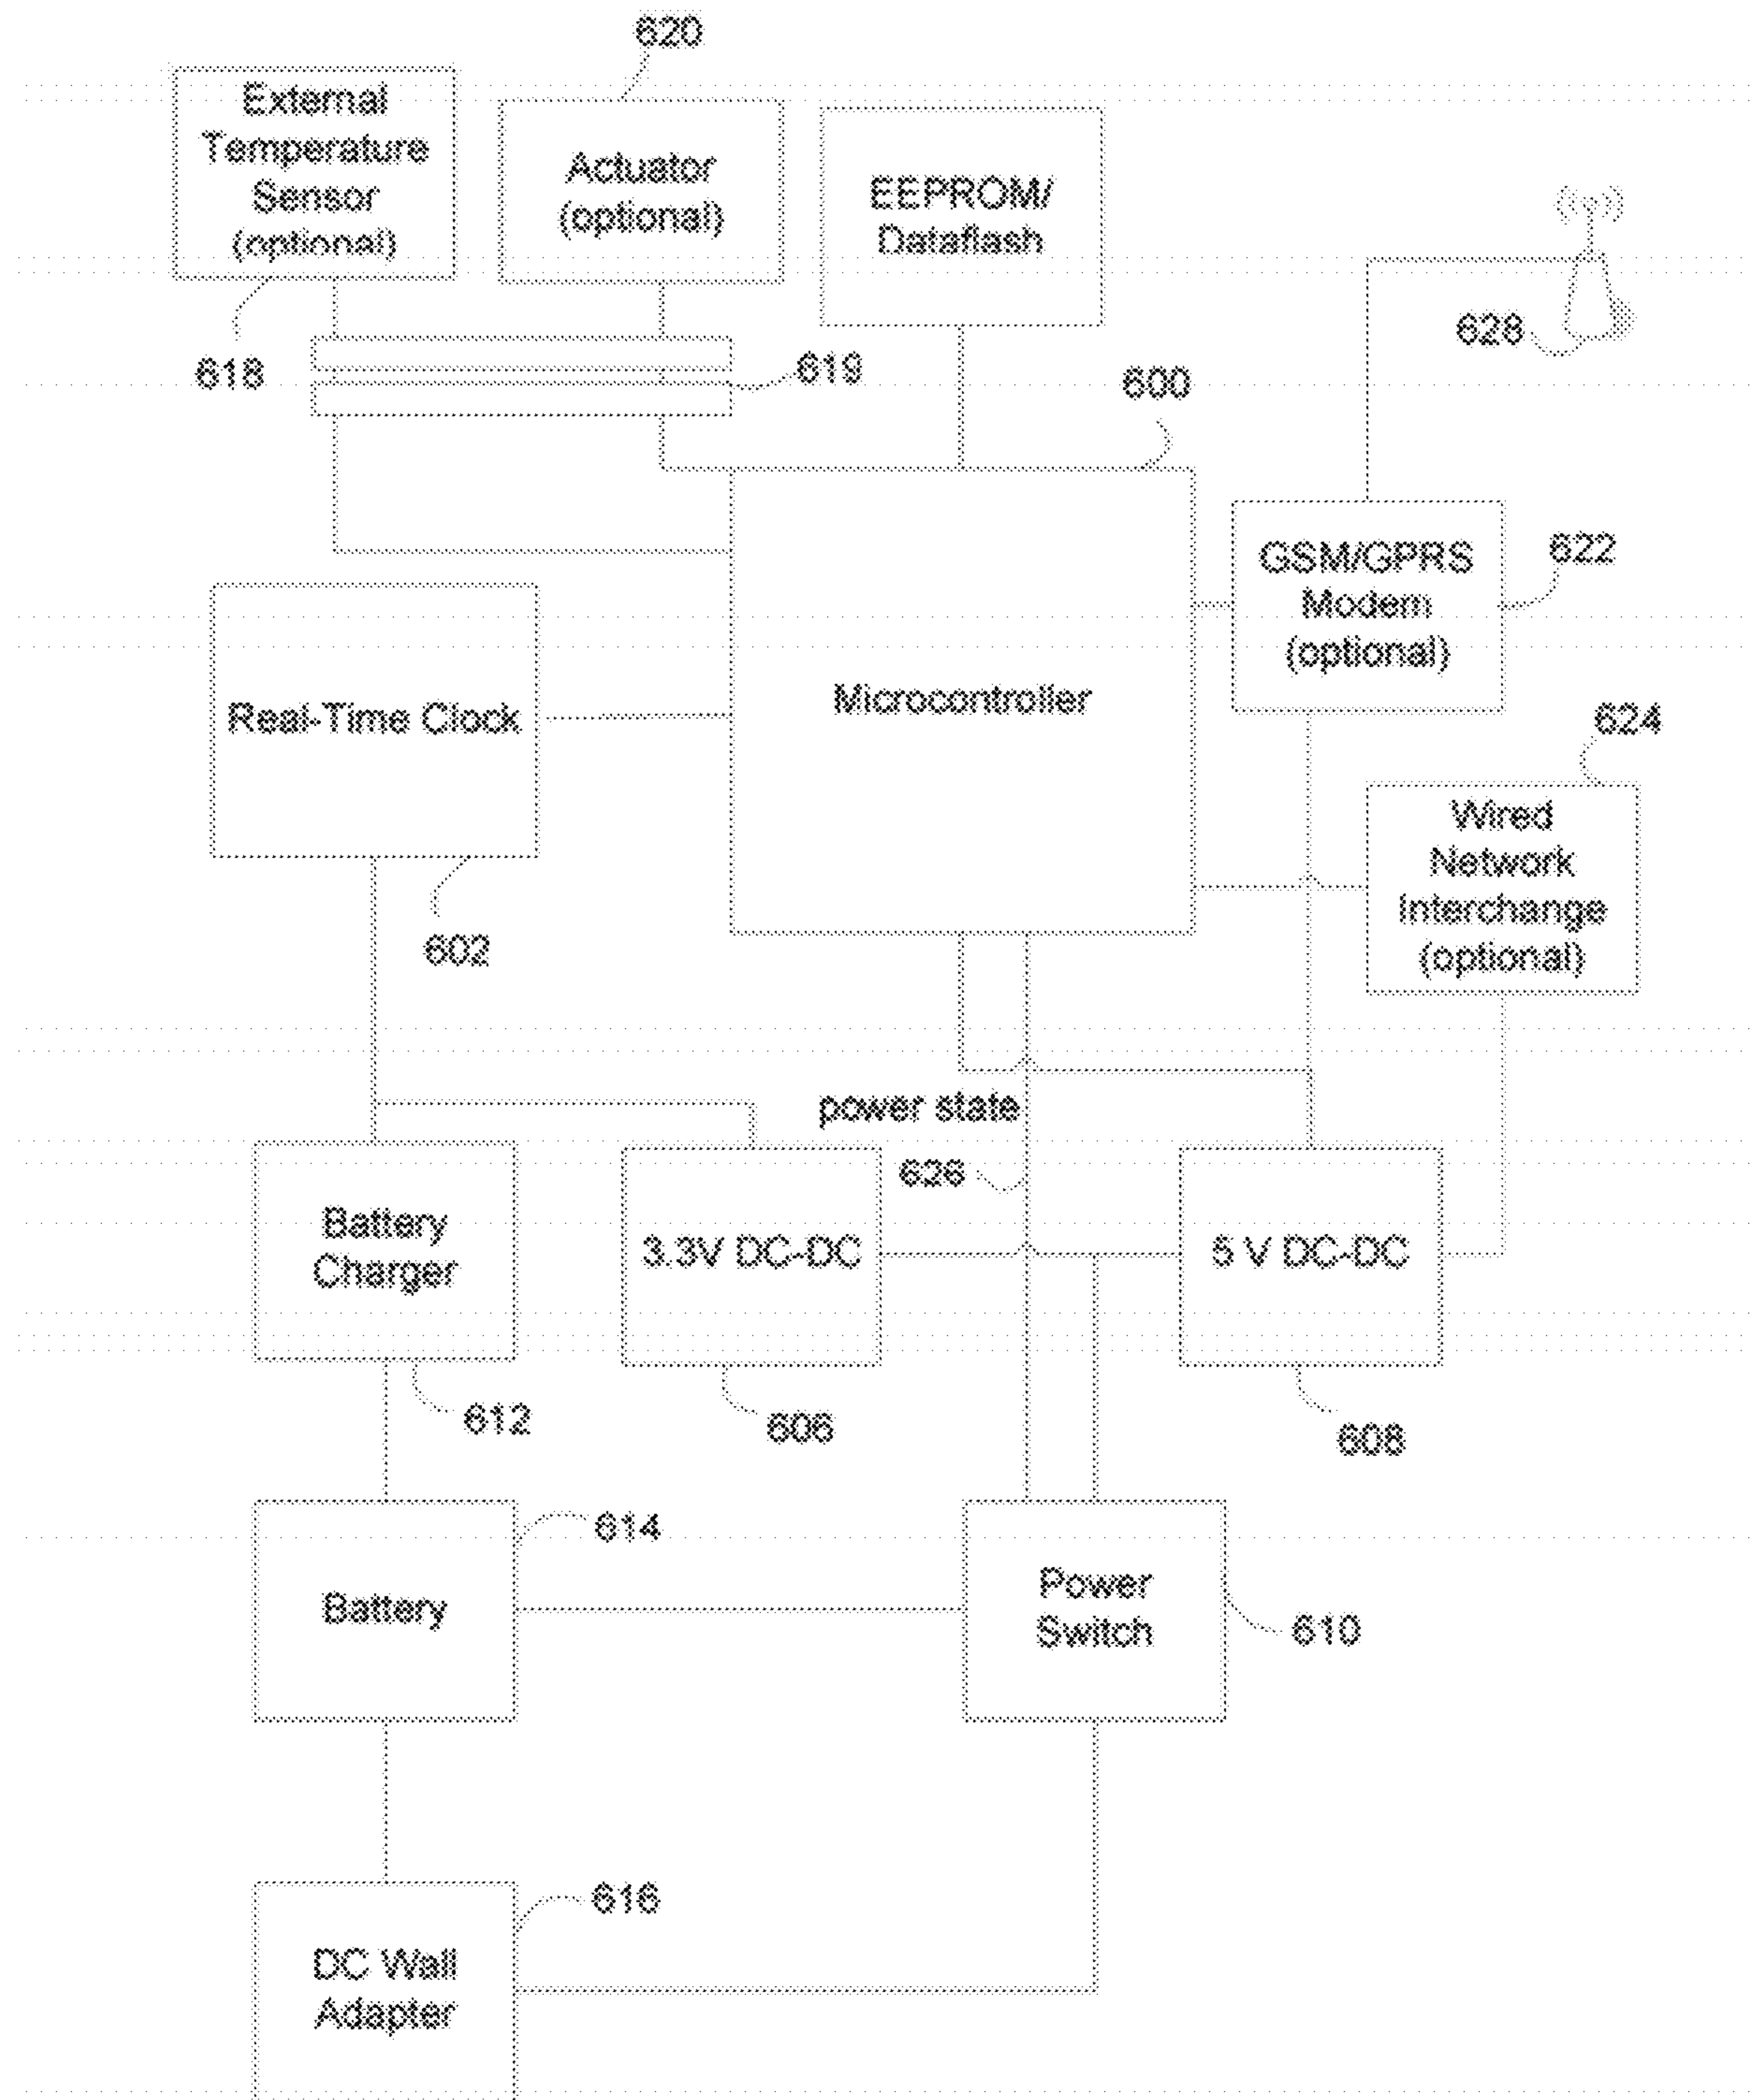 620
External
Temperature
Sensor
(optional)
Actuator
(optional)
EEPROM/
Dataflash
628
618
619
600
GSM/GPRS
Modem
(optional)
622
Real-Time Clock
Microcontroller
624
Wired
Network
Interchange
(optional)
602
power state
626
Battery
Charger
3.3V DC-DC
5 V DC-DC
612
606
608
614
Battery
Power
Switch
610
616
DC Wall
Adapter